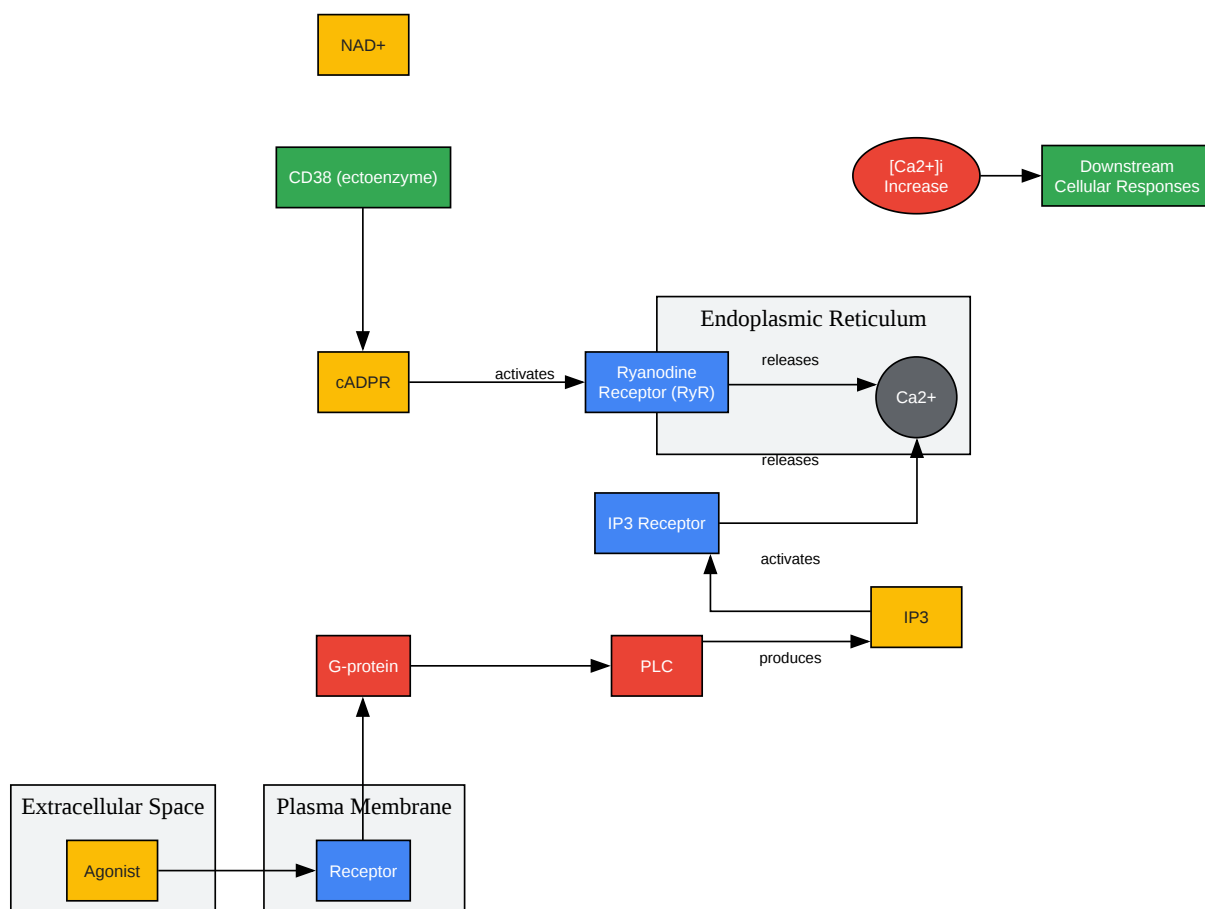 NAD+
CD38 (ectoenzyme)
[Ca2+]i
Increase
Downstream
Cellular Responses
Endoplasmic Reticulum
cADPR
activates
Ryanodine
Receptor (RyR)
releases
Ca2+
releases
IP3 Receptor
activates
IP3
G-protein
PLC
produces
Extracellular Space
Plasma Membrane
Agonist
Receptor